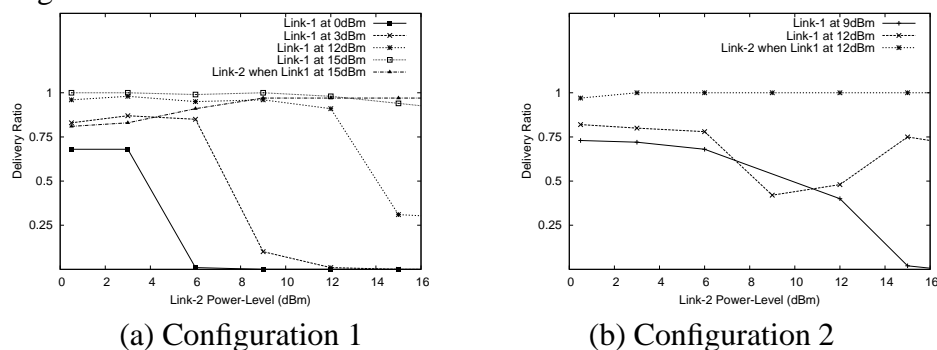 Link-1 at 0dBm
Link-1 at 3dBm
Link-1 at 12dBm
Link-1 at 15dBm
Link-2 when Link1 at 15dBm
1
0.75
0.5
0.25
Delivery Ratio
0 2 4 6 8 10 12 14 16
Link-2 Power-Level (dBm)
(a) Configuration 1
Link-1 at 9dBm
Link-1 at 12dBm
Link-2 when Link1 at 12dBm
1
0.75
0.5
0.25
Delivery Ratio
0 2 4 6 8 10 12 14 16
Link-2 Power-Level (dBm)
(b) Configuration 2